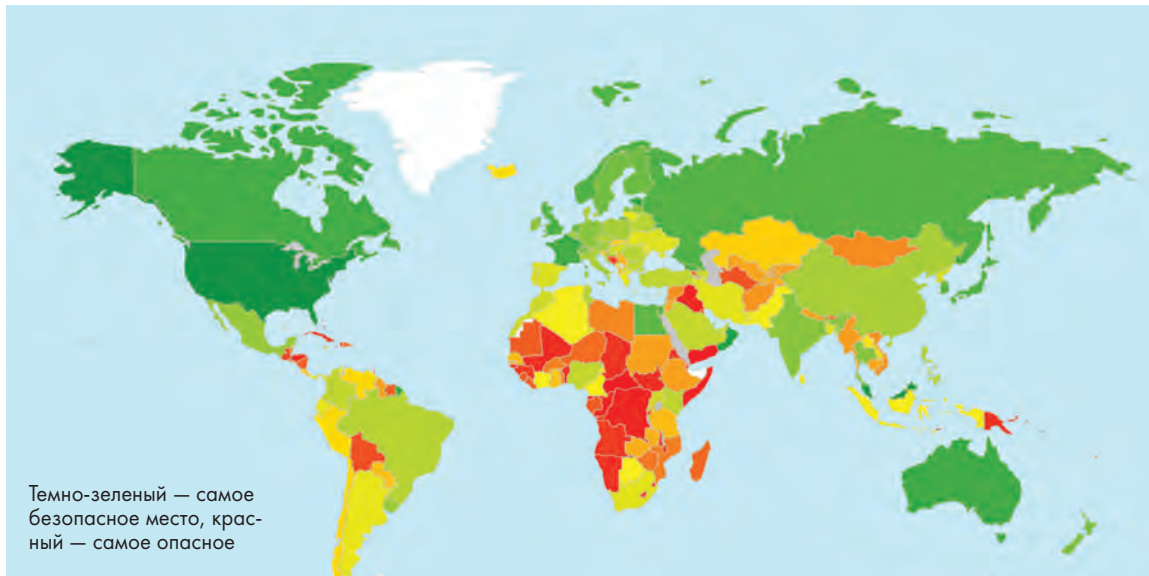 Темно-зеленый — самое
безопасное место, крас-
ный — самое опасное